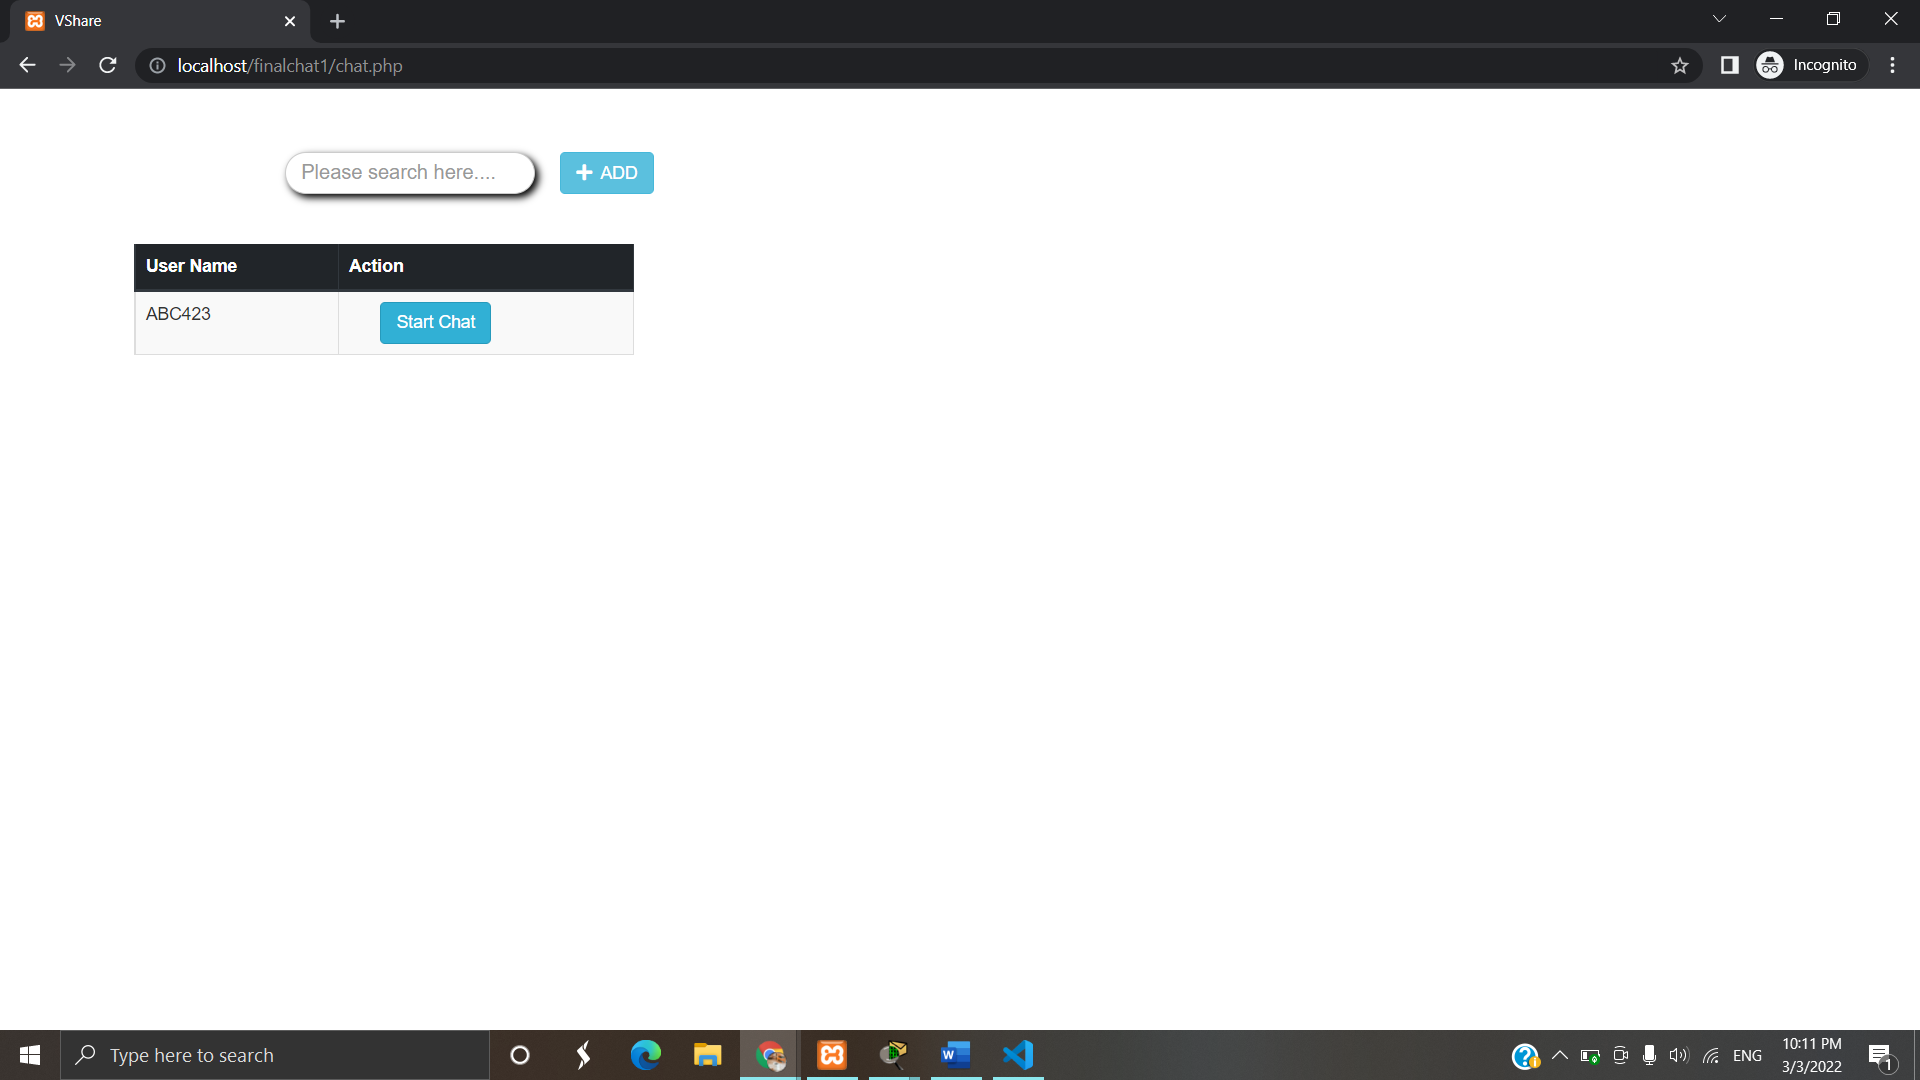 VShare
localhost/finalchat1/chat.php
Incognito
Please search here....
ADD
User Name Action
ABC423 Start Chat
Type here to search
ENG
10:11 PM
3/3/2022
1